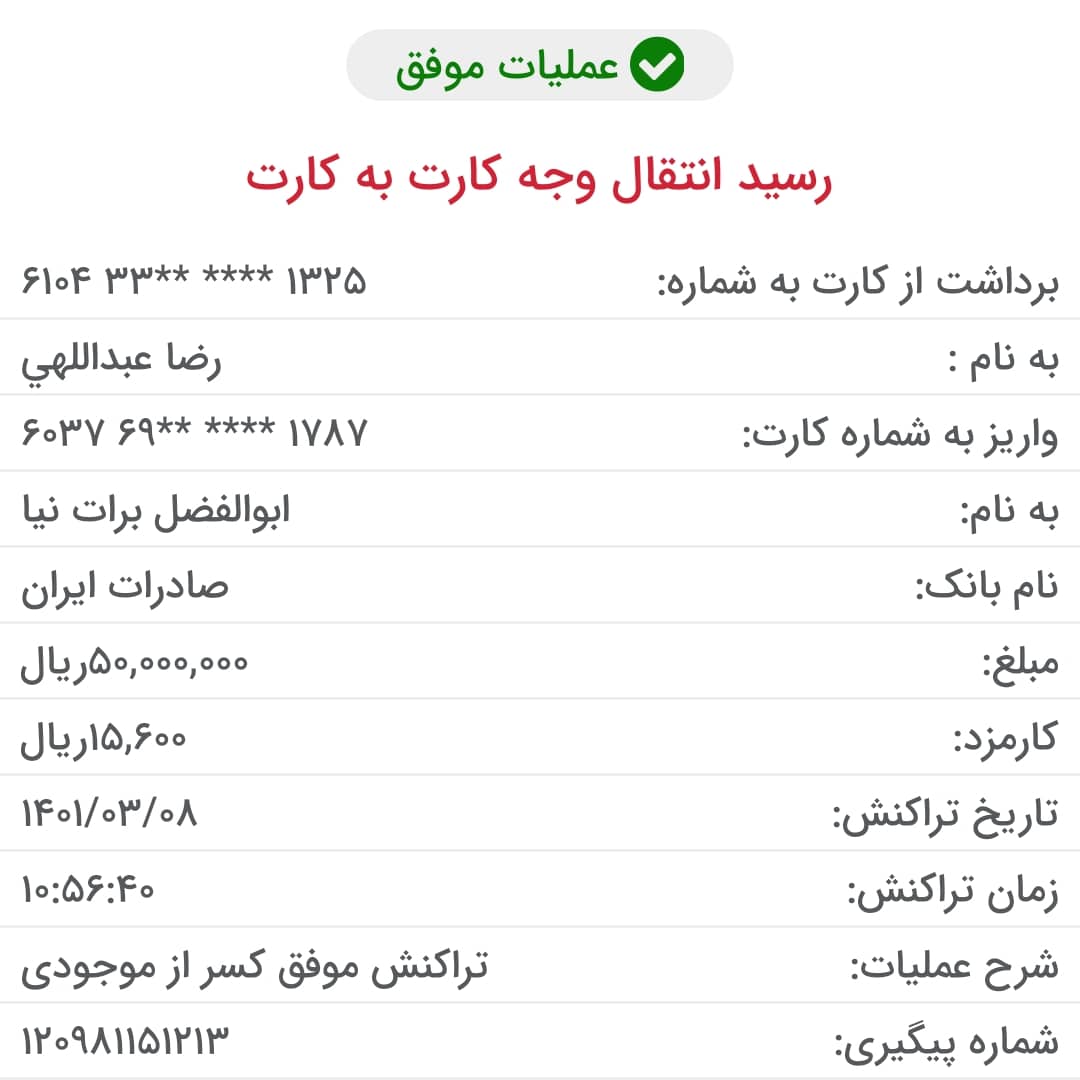 عملیات موفق
رسید انتقال وجه کارت به کارت
برداشت از کارت به شماره: ۶۱۰۴ ۳۳** **** ۱۳۲۵
به نام : رضا عبداللهي
واریز به شماره کارت: ۶۰۳۷ ۶۹** **** ۱۷۸۷
به نام: ابوالفضل برات نیا
نام بانک: صادرات ایران
مبلغ: ۵۰,۰۰۰,۰۰۰ریال
کارمزد: ۱۵,۶۰۰ریال
تاریخ تراکنش: ۱۴۰۱/۰۳/۰۸
زمان تراکنش: ۱۰:۵۶:۴۰
شرح عملیات: تراکنش موفق کسر از موجودی
شماره پیگیری: ۱۲۰۹۸۱۱۵۱۲۱۳